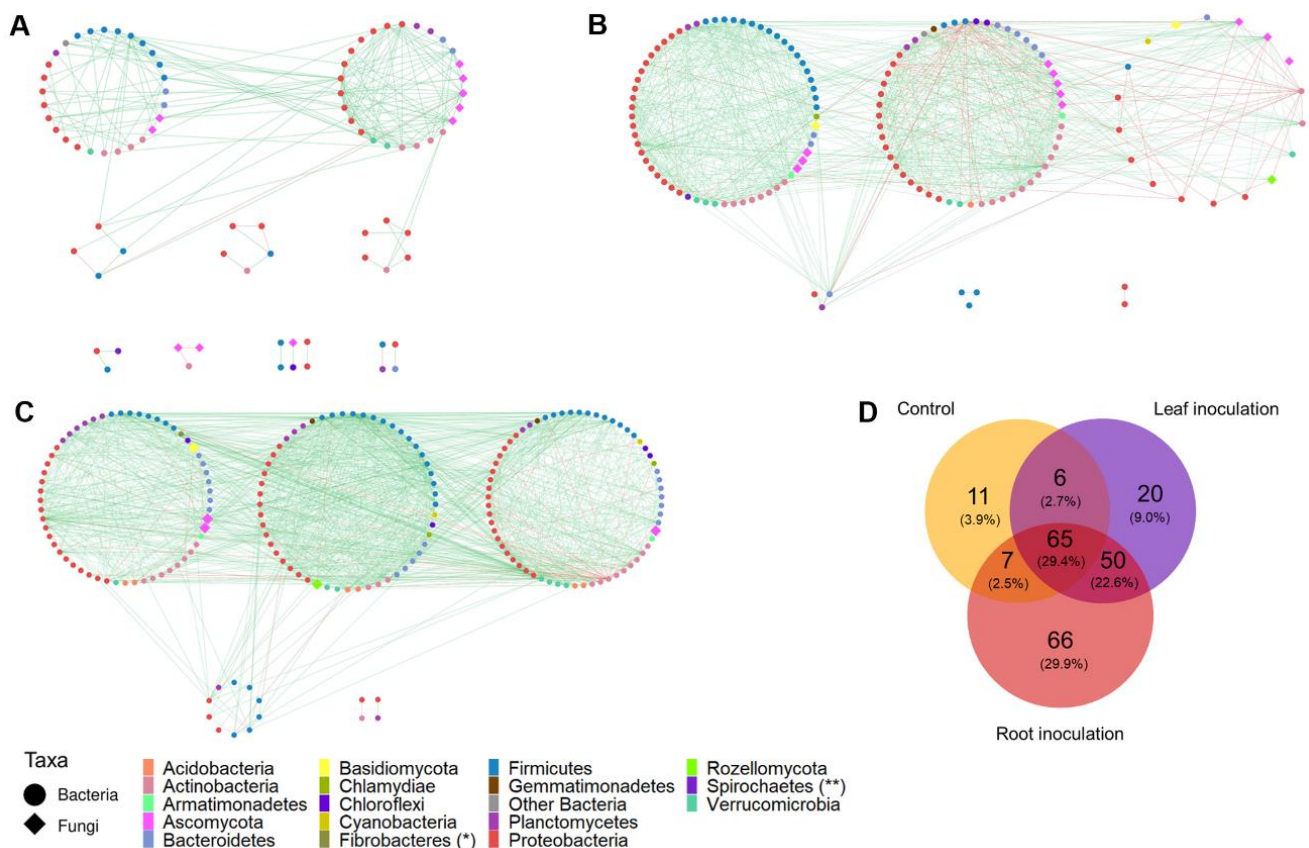 A
B
C
D
Control
Leaf inoculation
11
(3.9%)
6
(2.7%)
20
(9.0%)
65
(29.4%)
7
(2.5%)
50
(22.6%)
66
(29.9%)
Root inoculation
Taxa
Bacteria
Fungi
Acidobacteria
Actinobacteria
Armatimonadetes
Ascomycota
Bacteroidetes
Basidiomycota
Chlamydiae
Chloroflexi
Cyanobacteria
Fibrobacteres (*)
Firmicutes
Gemmatimonadetes
Other Bacteria
Planctomycetes
Proteobacteria
Rozellomycota
Spirochaetes (**)
Verrucomicrobia